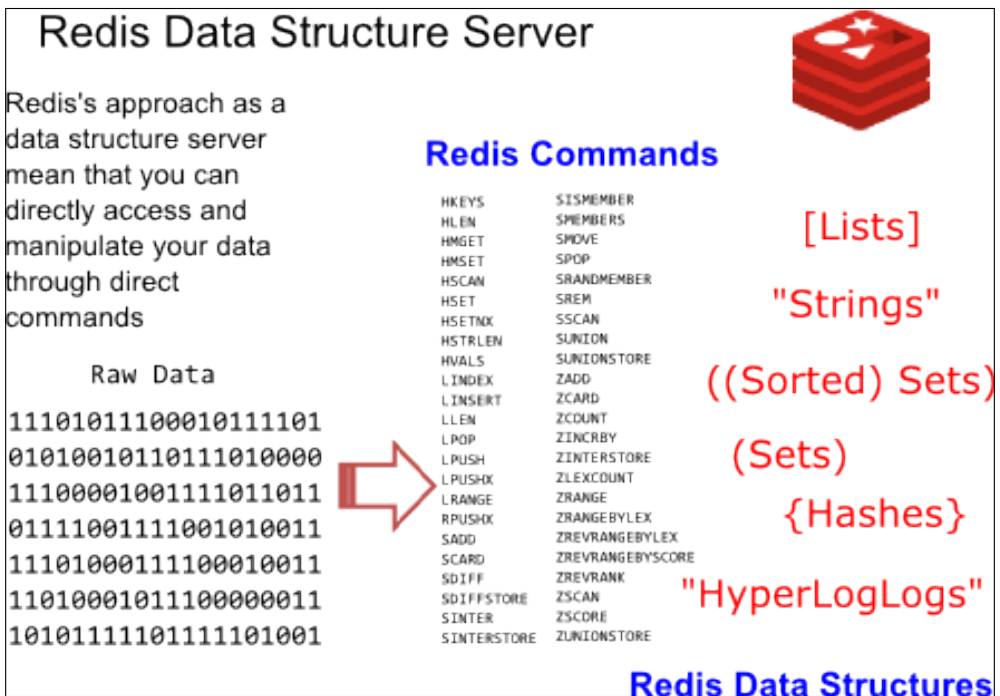 Redis Data Structure Server
Redis's approach as a
data structure server
mean that you can
directly access and
manipulate your data
through direct
commands
Raw Data
11101011100010111101
01010010110111010000
11100001001111011011
01111001111001010011
11101000111100010011
11010001011100000011
10101111101111101001
Redis Commands
HKEYS
HLEN
HMGET
HMSET
HSCAN
HSET
HSETNX
HSTRLEN
HVALS
LINDEX
LINSERT
LLEN
LPOP
LPUSH
LPUSHX
LRANGE
RPUSHX
SADD
SCARD
SDIFF
SDIFFSTORE
SINTER
SINTERSTORE
SISMEMBER
SMEMBERS
SMOVE
SPOP
SRANDMEMBER
SREM
SSCAN
SUNION
SUNIONSTORE
ZADD
ZCARD
ZCOUNT
ZINCRBY
ZINTERSTORE
ZLEXCOUNT
ZRANGE
ZRANGEBYLEX
ZREVRANGEBYLEX
ZREVRANGEBYSCORE
ZREVRANK
ZSCAN
ZSCORE
ZUNIONSTORE
[Lists]
"Strings"
((Sorted) Sets)
(Sets)
{Hashes}
"HyperLogLogs"
Redis Data Structures